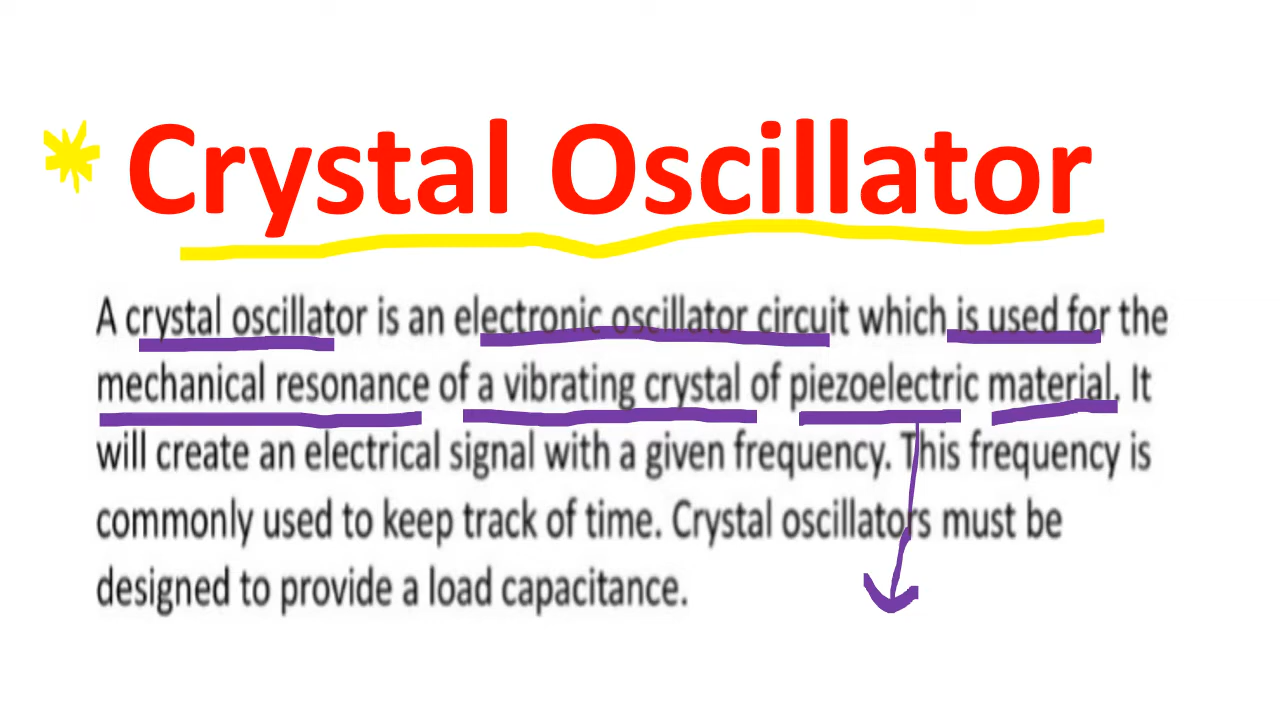 Crystal Oscillator
A crystal oscillator is an electronic oscillator circuit which is used for the
mechanical resonance of a vibrating crystal of piezoelectric material. It
will create an electrical signal with a given frequency. This frequency is
commonly used to keep track of time. Crystal oscillators must be
designed to provide a load capacitance.